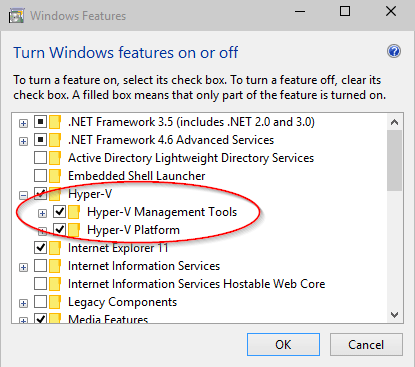 Windows Features
Turn Windows features on or off
To turn a feature on, select its check box. To turn a feature off, clear its
check box. A filled box means that only part of the feature is turned on.
.NET Framework 3.5 (includes .NET 2.0 and 3.0)
.NET Framework 4.6 Advanced Services
Active Directory Lightweight Directory Services
Embedded Shell Launcher
Hyper-V
Hyper-V Management Tools
Hyper-V Platform
Internet Explorer 11
Internet Information Services
Internet Information Services Hostable Web Core
Legacy Components
Media Features
OK
Cancel